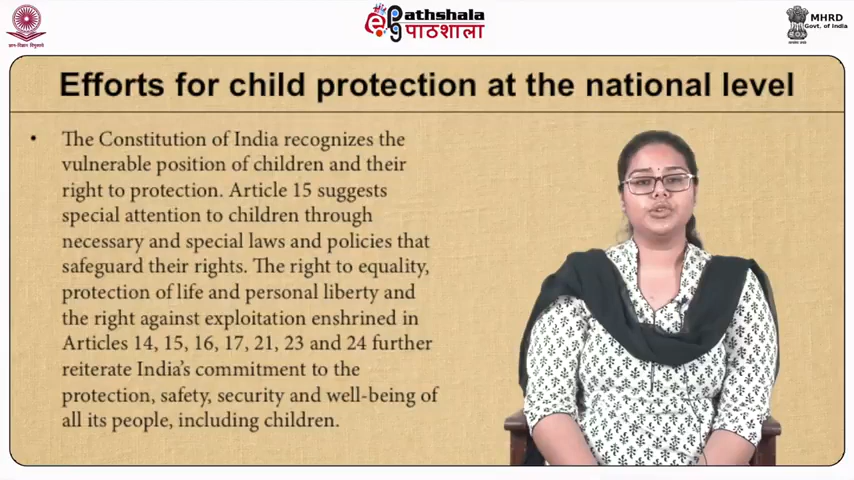 ज्ञान-विज्ञान विमुक्तये
ePathshala
पाठशाला
MHRD
Govt. of India
Efforts for child protection at the national level
• The Constitution of India recognizes the
vulnerable position of children and their
right to protection. Article 15 suggests
special attention to children through
necessary and special laws and policies that
safeguard their rights. The right to equality,
protection of life and personal liberty and
the right against exploitation enshrined in
Articles 14, 15, 16, 17, 21, 23 and 24 further
reiterate India's commitment to the
protection, safety, security and well-being of
all its people, including children.